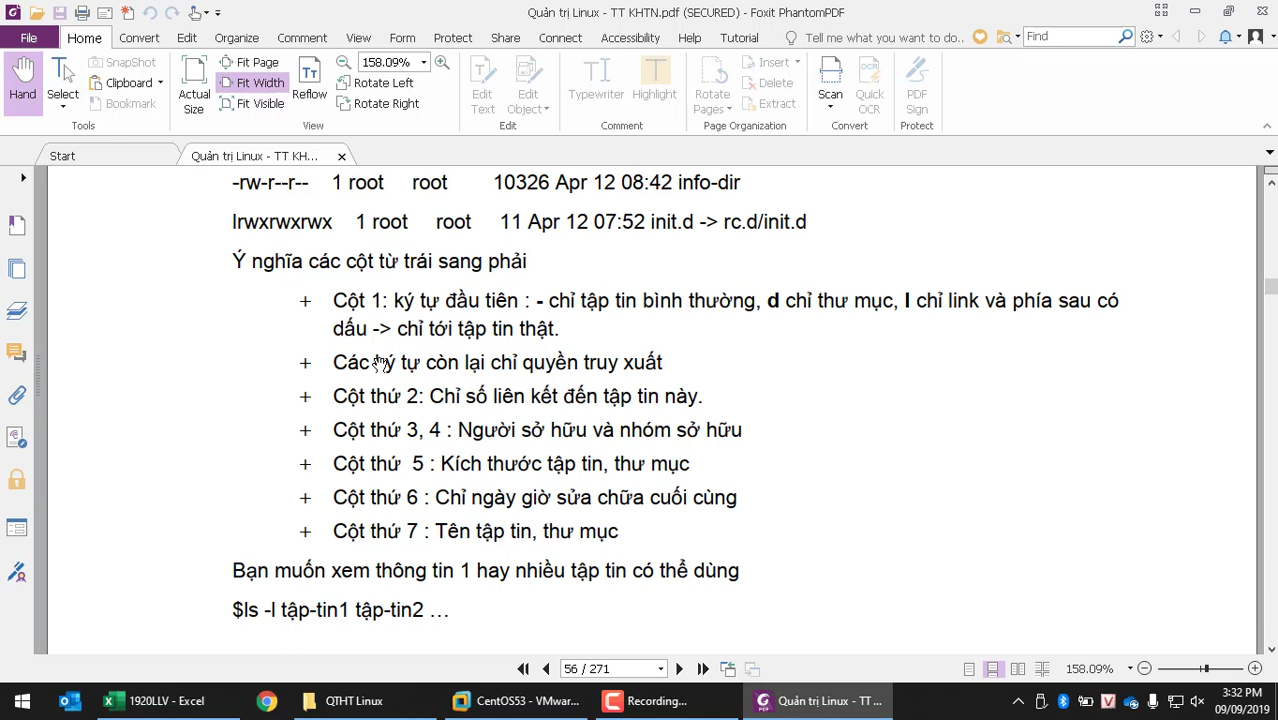 Quản trị Linux - TT KHTN.pdf (SECURED) - Foxit PhantomPDF
File Home Convert Edit Organize Comment View Form Protect Share Connect Accessibility Help Tutorial Tell me what you want to do.. Find
Hand
Select
SnapShot
Clipboard
Bookmark
Tools
Actual Size
Fit Page
Fit Width
Fit Visible
Reflow
158.09%
Rotate Left
Rotate Right
View
Edit Text
Edit Object
Edit
Typewriter
Highlight
Comment
Rotate Pages
Insert
Delete
Extract
Page Organization
Scan
Quick OCR
Convert
PDF Sign
Protect
Start
Quản trị Linux - TT KH...
-rw-r--r-- 1 root root 10326 Apr 12 08:42 info-dir
lrwxrwxrwx 1 root root 11 Apr 12 07:52 init.d -> rc.d/init.d
Ý nghĩa các cột từ trái sang phải
+ Cột 1: ký tự đầu tiên : - chỉ tập tin bình thường, d chỉ thư mục, l chỉ link và phía sau có
dấu -> chỉ tới tập tin thật.
+ Các ký tự còn lại chỉ quyền truy xuất
+ Cột thứ 2: Chỉ số liên kết đến tập tin này.
+ Cột thứ 3, 4 : Người sở hữu và nhóm sở hữu
+ Cột thứ 5 : Kích thước tập tin, thư mục
+ Cột thứ 6 : Chỉ ngày giờ sửa chữa cuối cùng
+ Cột thứ 7 : Tên tập tin, thư mục
Bạn muốn xem thông tin 1 hay nhiều tập tin có thể dùng
$ls -l tập-tin1 tập-tin2 …
56 / 271
158.09%
1920LLV - Excel
QTHT Linux
CentOS53 - VMwar...
Recording...
Quản trị Linux - TT ...
3:32 PM
09/09/2019